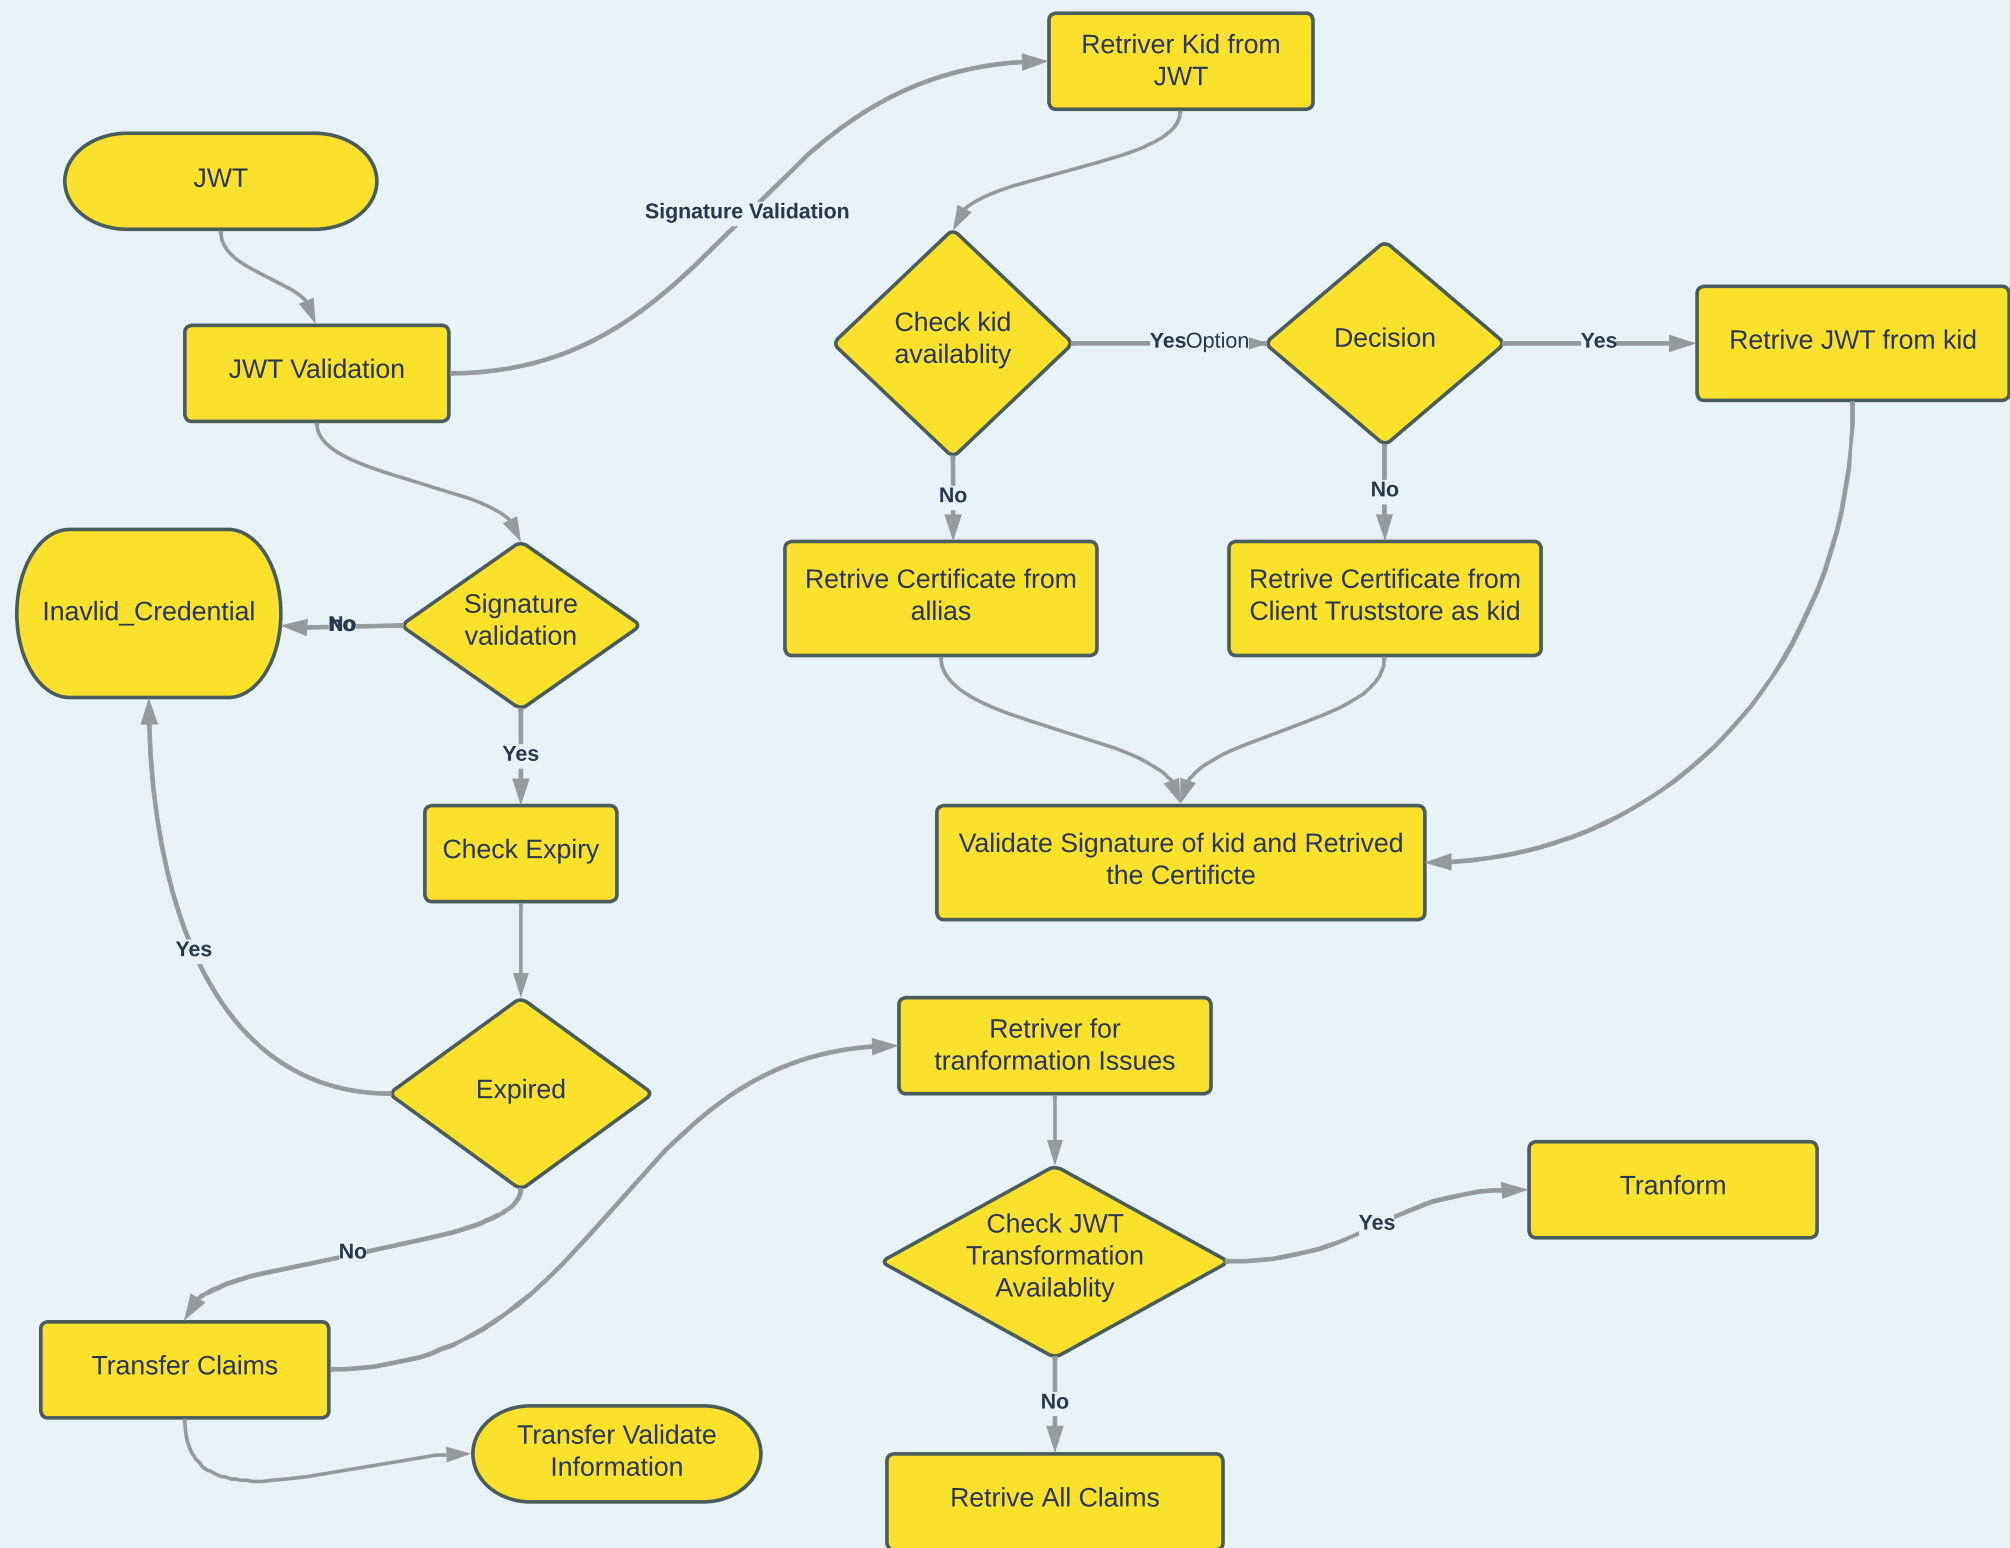 Retriver Kid from
JWT
JWT
Signature Validation
JWT Validation
Check kid
availablity
YesOption
Decision
Yes
Retrive JWT from kid
No
No
Inavlid_Credential
No
Signature
validation
Retrive Certificate from
allias
Retrive Certificate from
Client Truststore as kid
Yes
Check Expiry
Validate Signature of kid and Retrived
the Certificte
Yes
Expired
Retriver for
tranformation Issues
No
Check JWT
Transformation
Availablity
Yes
Tranform
Transfer Claims
Transfer Validate
Information
No
Retrive All Claims